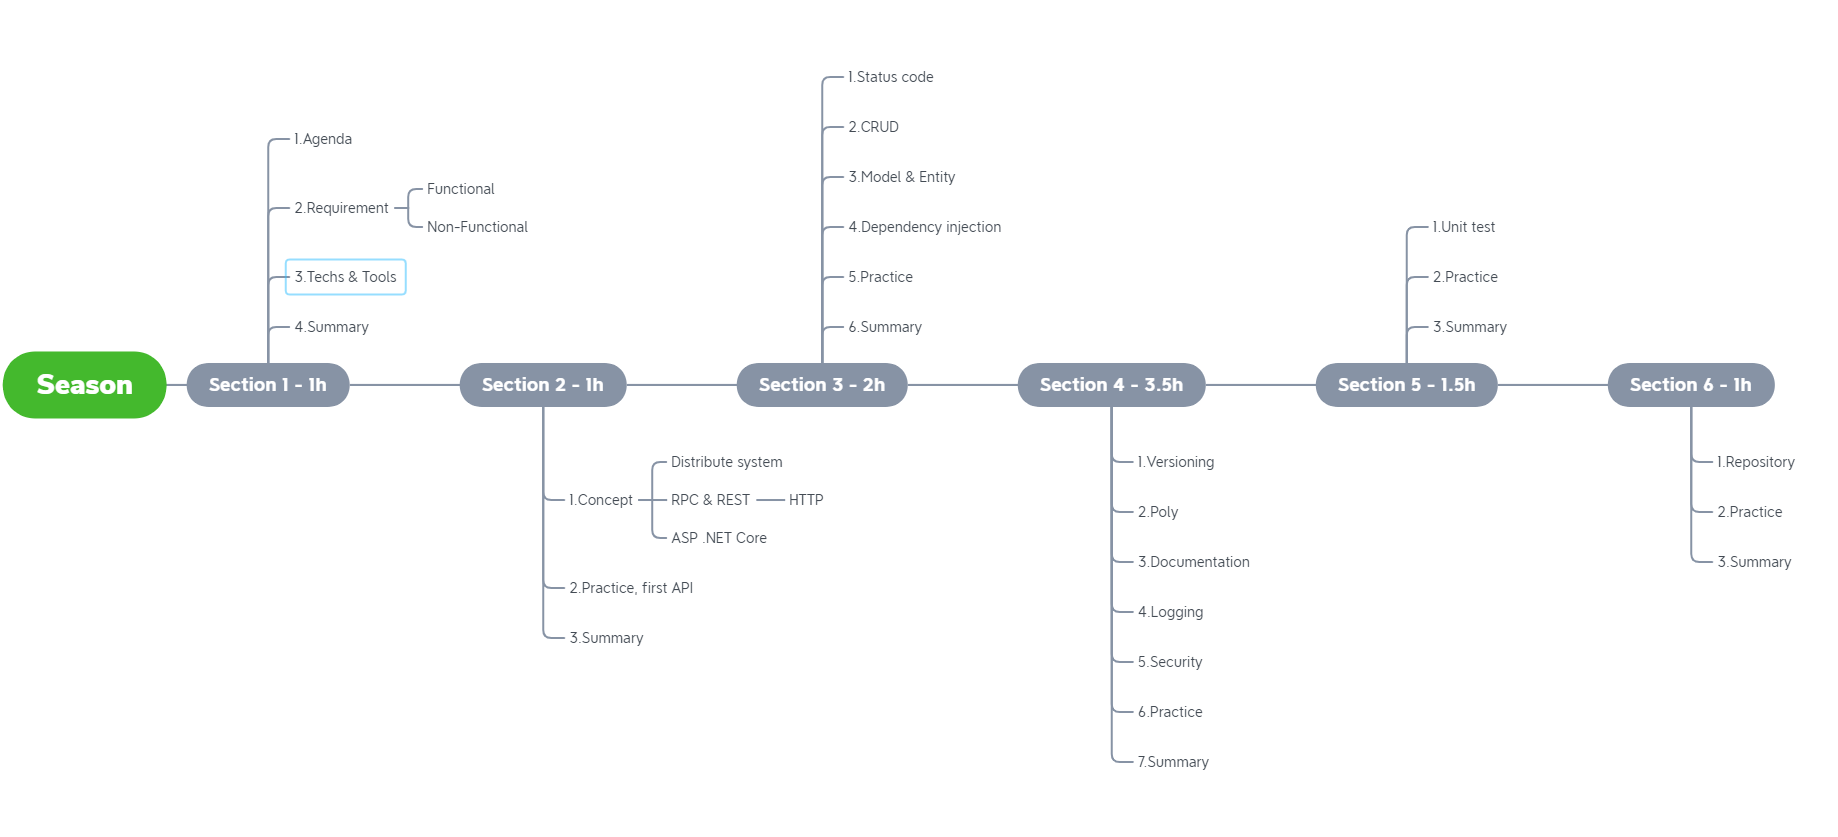 Season
Section 1 - 1h
1.Agenda
2.Requirement
Functional
Non-Functional
3.Techs & Tools
4.Summary
Section 2 - 1h
1.Concept
Distribute system
RPC & REST
HTTP
ASP .NET Core
2.Practice, first API
3.Summary
Section 3 - 2h
1.Status code
2.CRUD
3.Model & Entity
4.Dependency injection
5.Practice
6.Summary
Section 4 - 3.5h
1.Versioning
2.Poly
3.Documentation
4.Logging
5.Security
6.Practice
7.Summary
Section 5 - 1.5h
1.Unit test
2.Practice
3.Summary
Section 6 - 1h
1.Repository
2.Practice
3.Summary